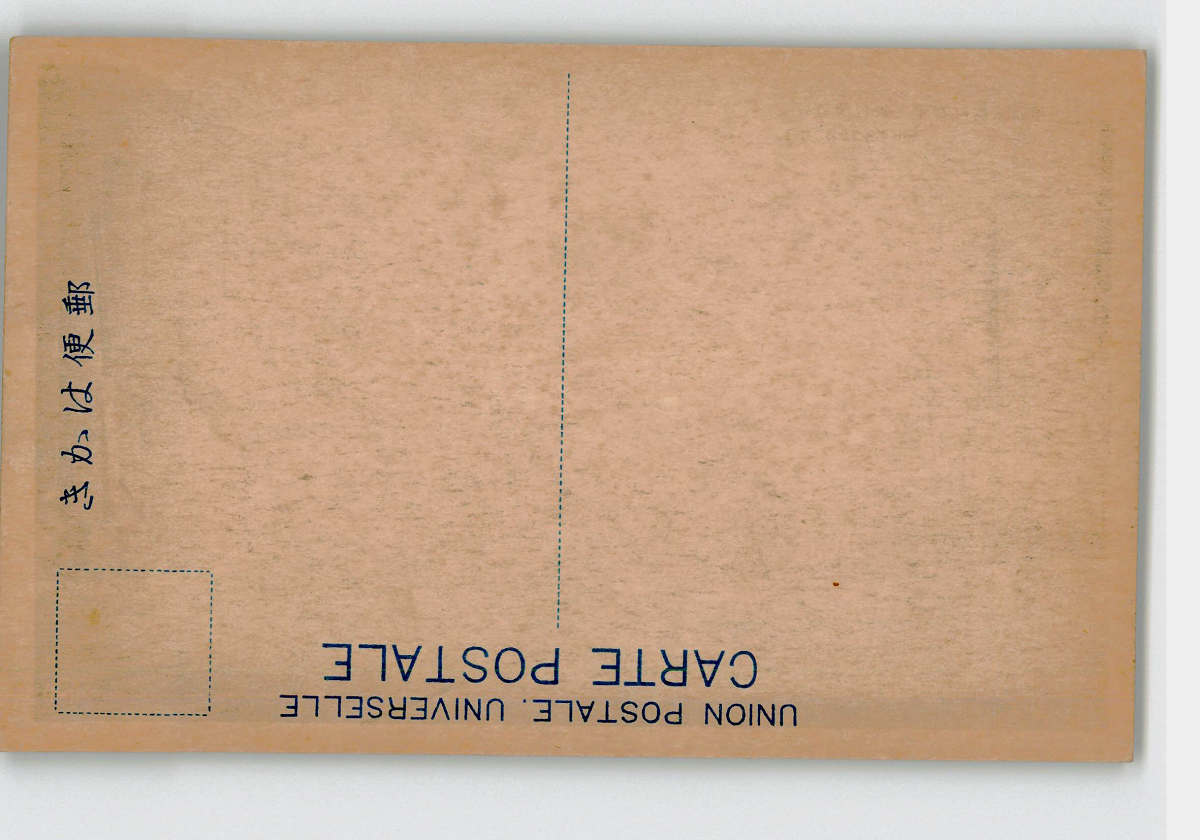 UNION POSTALE. UNIVERSELLE
CARTE POSTALE
郵便はかき